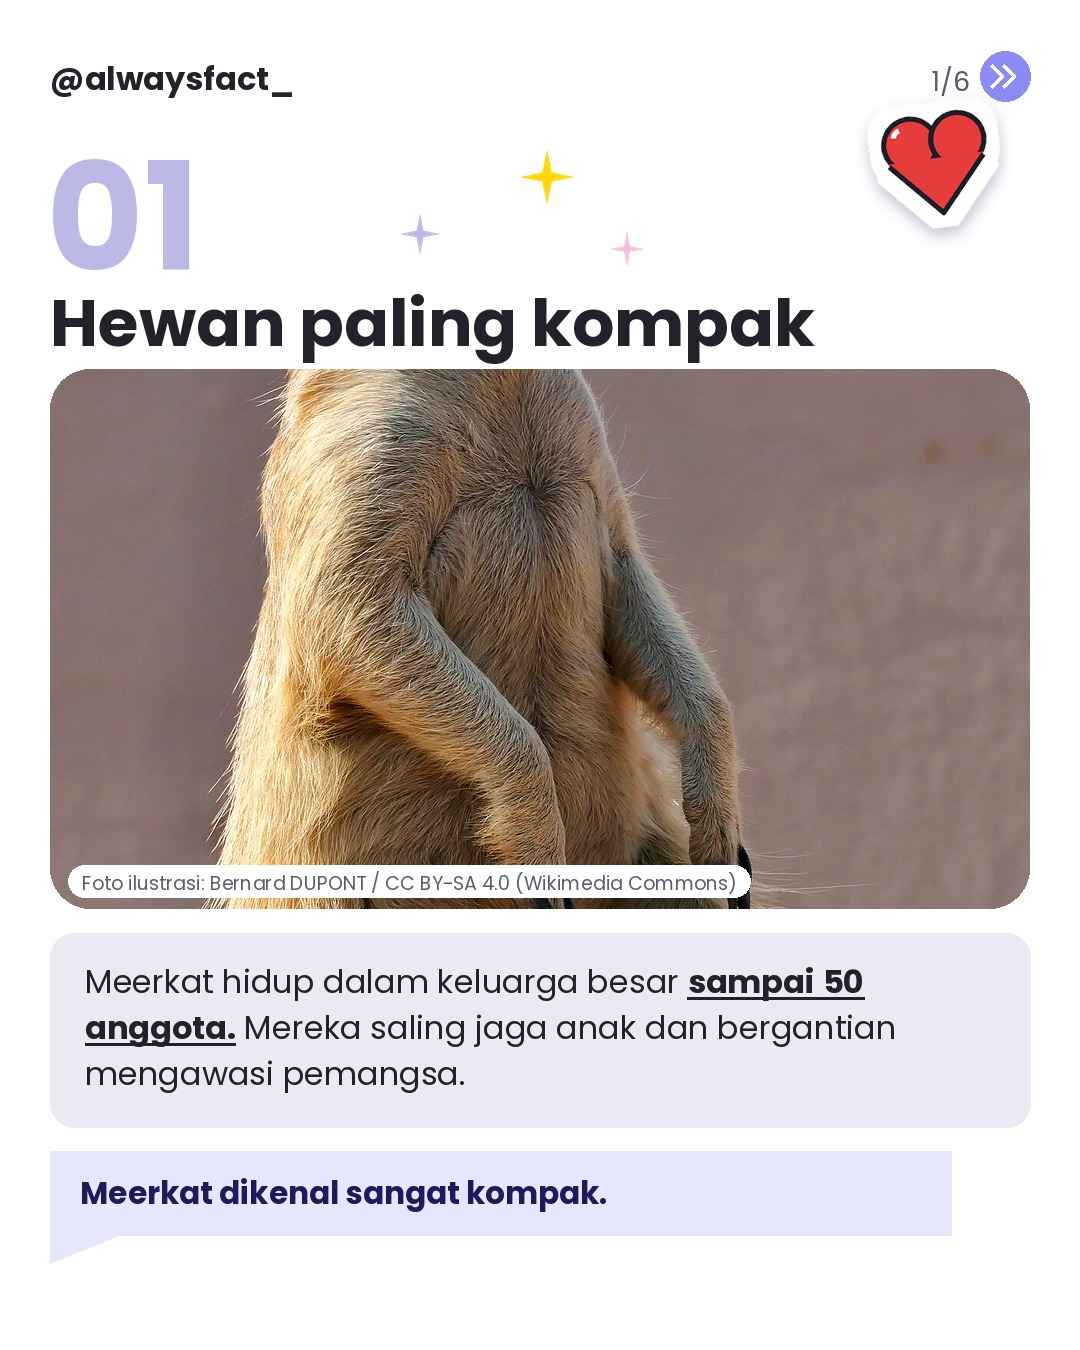 @alwaysfact_
1/6
01
Hewan paling kompak
Foto ilustrasi: Bernard DUPONT / CC BY-SA 4.0 (Wikimedia Commons)
Meerkat hidup dalam keluarga besar sampai 50
anggota. Mereka saling jaga anak dan bergantian
mengawasi pemangsa.
Meerkat dikenal sangat kompak.